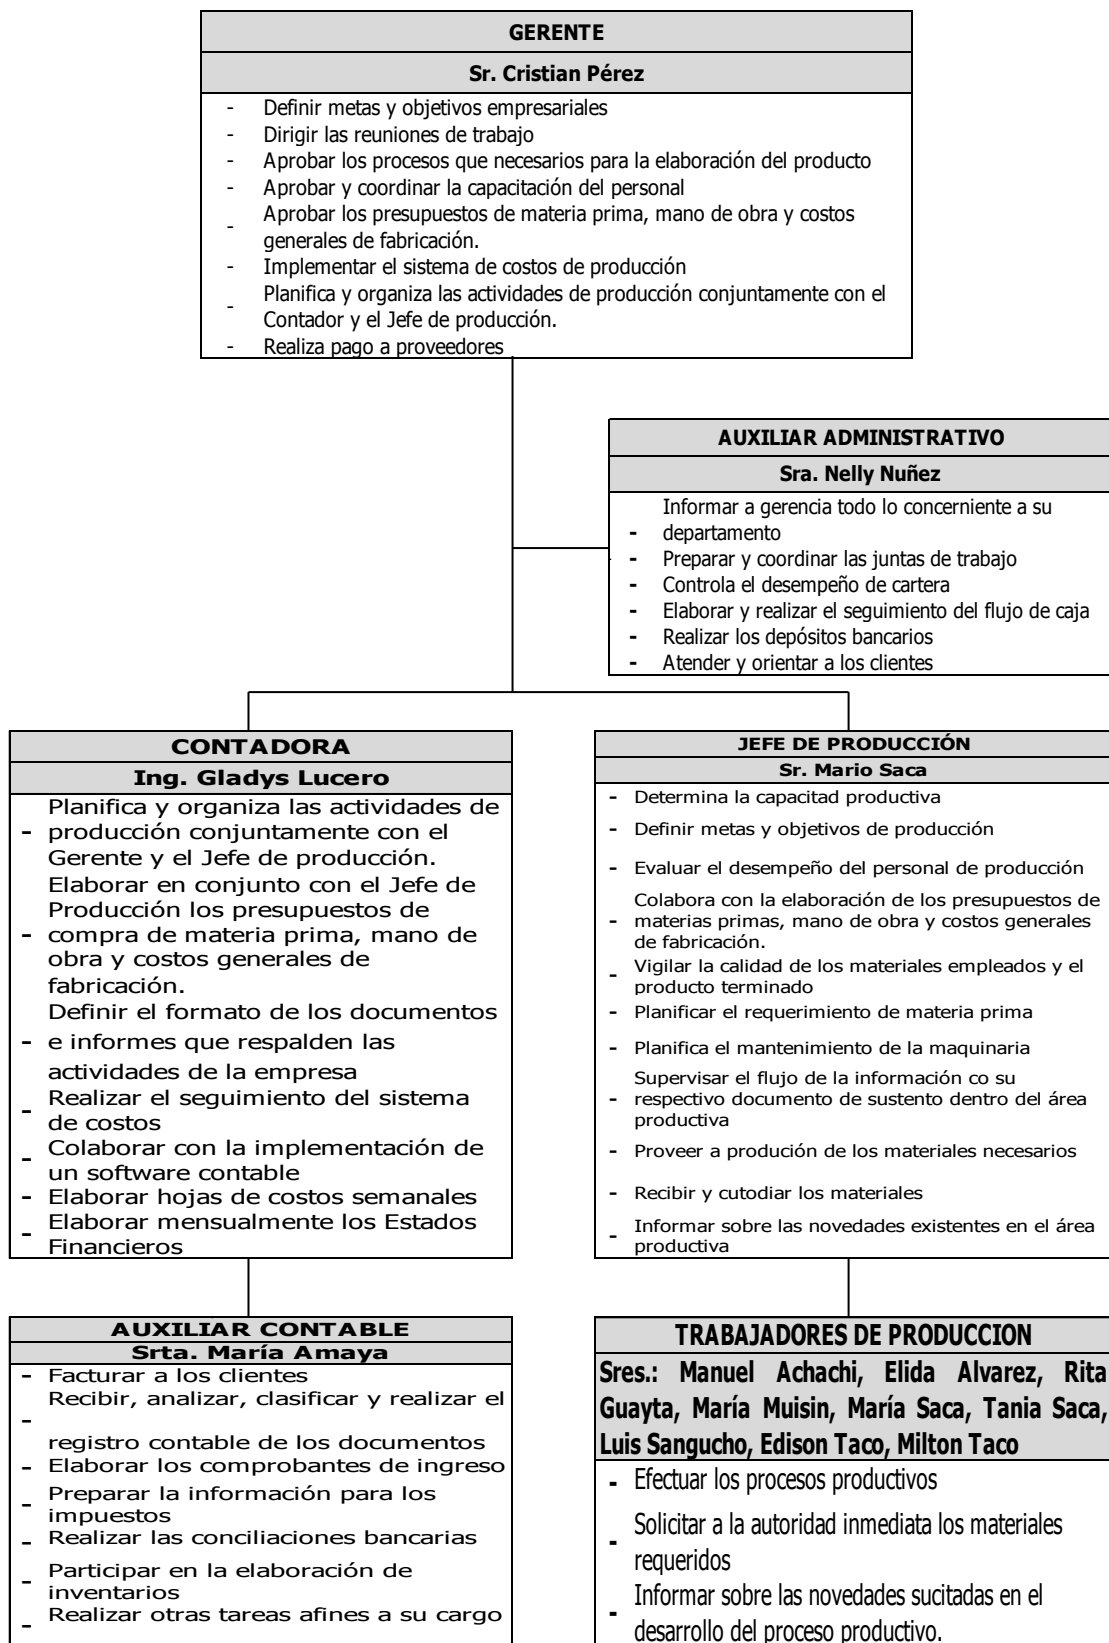 GERENTE
Sr. Cristian Pérez
- Definir metas y objetivos empresariales
- Dirigir las reuniones de trabajo
- Aprobar los procesos que necesarios para la elaboración del producto
- Aprobar y coordinar la capacitación del personal
- Aprobar los presupuestos de materia prima, mano de obra y costos
generales de fabricación.
- Implementar el sistema de costos de producción
- Planifica y organiza las actividades de producción conjuntamente con el
Contador y el Jefe de producción.
- Realiza pago a proveedores
AUXILIAR ADMINISTRATIVO
Sra. Nelly Nuñez
Informar a gerencia todo lo concerniente a su
- departamento
- Preparar y coordinar las juntas de trabajo
- Controla el desempeño de cartera
- Elaborar y realizar el seguimiento del flujo de caja
- Realizar los depósitos bancarios
- Atender y orientar a los clientes
CONTADORA
Ing. Gladys Lucero
Planifica y organiza las actividades de
- producción conjuntamente con el
Gerente y el Jefe de producción.
Elaborar en conjunto con el Jefe de
Producción los presupuestos de
- compra de materia prima, mano de
obra y costos generales de
fabricación.
Definir el formato de los documentos
- e informes que respalden las
actividades de la empresa
- Realizar el seguimiento del sistema
de costos
- Colaborar con la implementación de
un software contable
- Elaborar hojas de costos semanales
- Elaborar mensualmente los Estados
Financieros
JEFE DE PRODUCCIÓN
Sr. Mario Saca
- Determina la capacitad productiva
- Definir metas y objetivos de producción
- Evaluar el desempeño del personal de producción
Colabora con la elaboración de los presupuestos de
- materias primas, mano de obra y costos generales
de fabricación.
- Vigilar la calidad de los materiales empleados y el
producto terminado
- Planificar el requerimiento de materia prima
- Planifica el mantenimiento de la maquinaria
Supervisar el flujo de la información co su
- respectivo documento de sustento dentro del área
productiva
- Proveer a produción de los materiales necesarios
- Recibir y cutodiar los materiales
- Informar sobre las novedades existentes en el área
productiva
AUXILIAR CONTABLE
Srta. María Amaya
- Facturar a los clientes
- Recibir, analizar, clasificar y realizar el
registro contable de los documentos
- Elaborar los comprobantes de ingreso
- Preparar la información para los
impuestos
- Realizar las conciliaciones bancarias
- Participar en la elaboración de
inventarios
- Realizar otras tareas afines a su cargo
TRABAJADORES DE PRODUCCION
Sres.: Manuel Achachi, Elida Alvarez, Rita
Guayta, María Muisin, María Saca, Tania Saca,
Luis Sangucho, Edison Taco, Milton Taco
- Efectuar los procesos productivos
- Solicitar a la autoridad inmediata los materiales
requeridos
- Informar sobre las novedades sucitadas en el
desarrollo del proceso productivo.